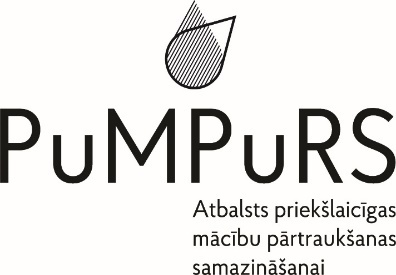 PuMPuRS
Atbalsts priekšlaicīgas
mācību pārtraukšanas
samazināšanai